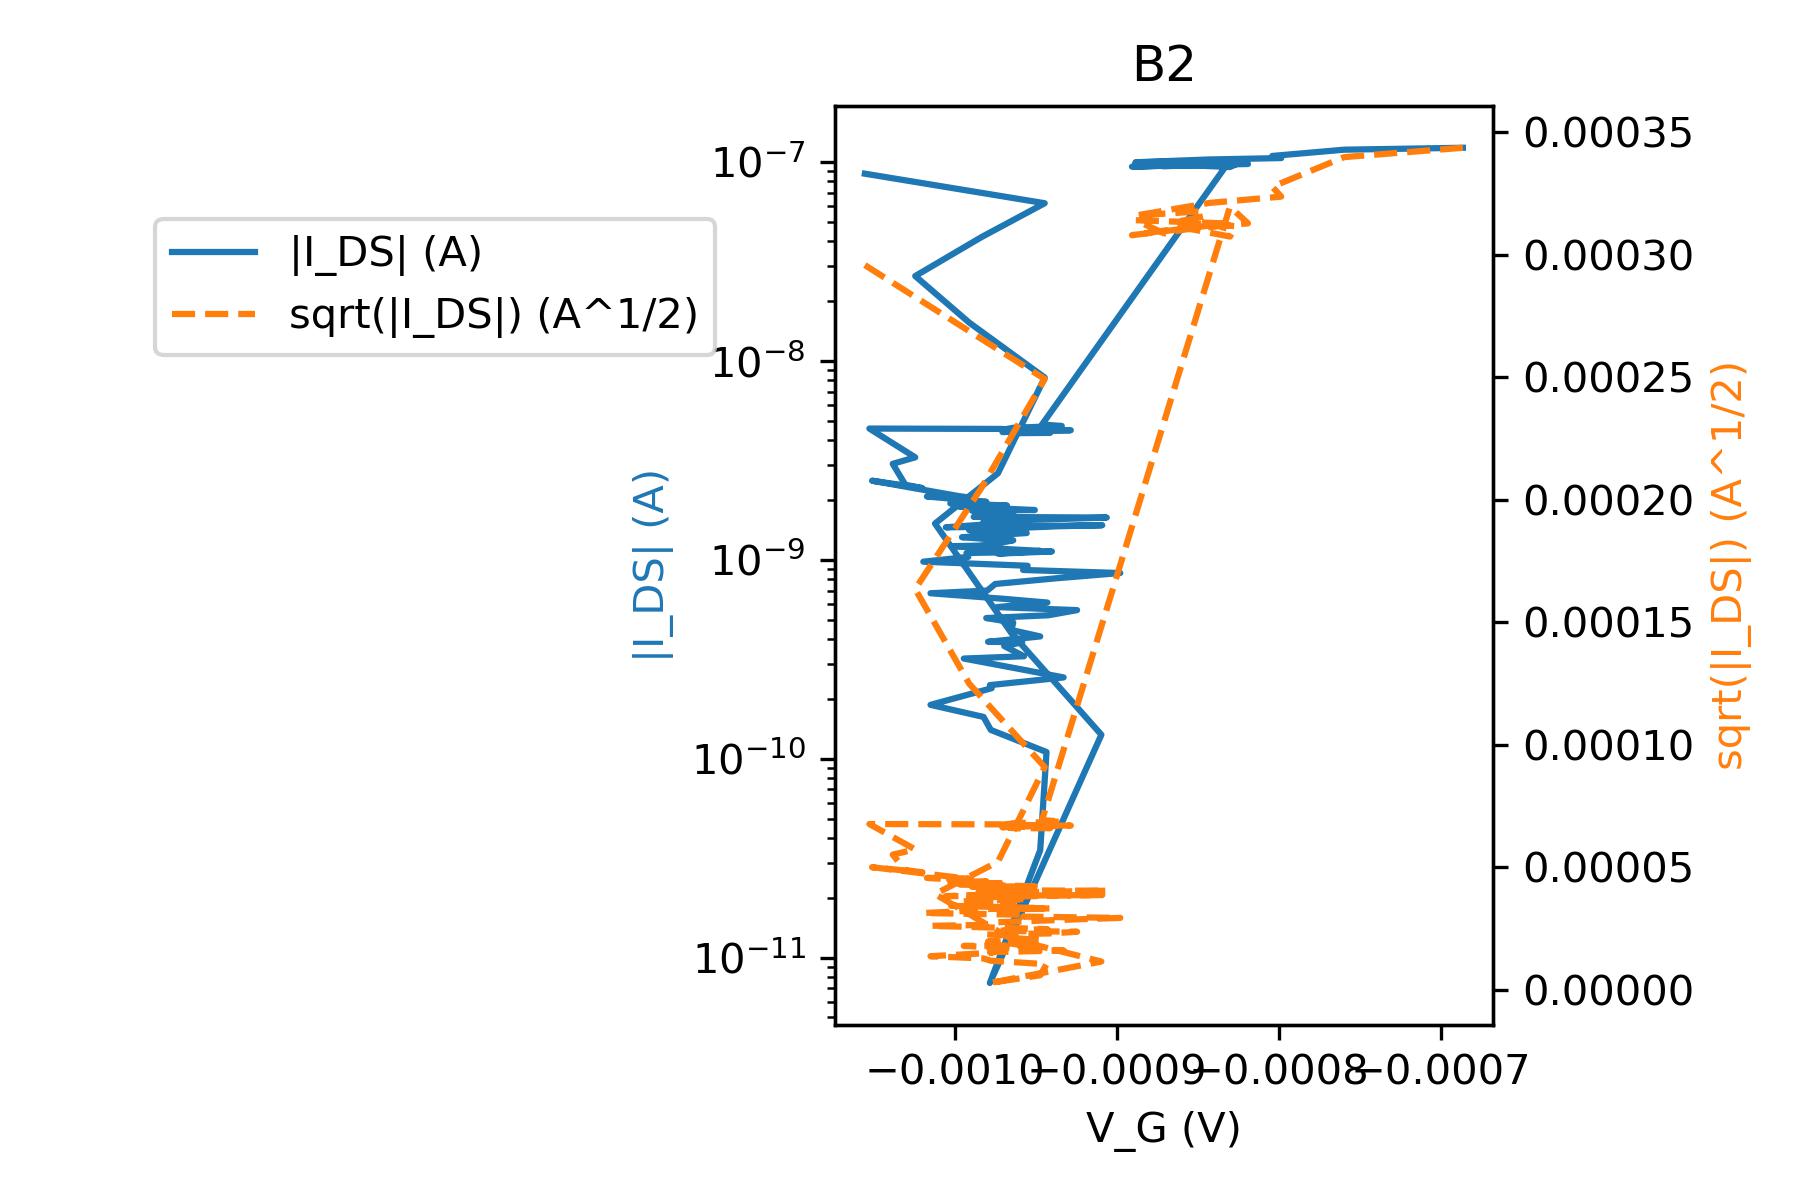 B2
|I_DS| (A)
sqrt(|I_DS|) (A^1/2)
|I_DS| (A)
10⁻⁷
10⁻⁸
10⁻⁹
10⁻¹⁰
10⁻¹¹
0.00035
0.00030
0.00025
0.00020
0.00015
0.00010
0.00005
0.00000
sqrt(|I_DS|) (A^1/2)
−0.0010 −0.0009 −0.0008 −0.0007
V_G (V)